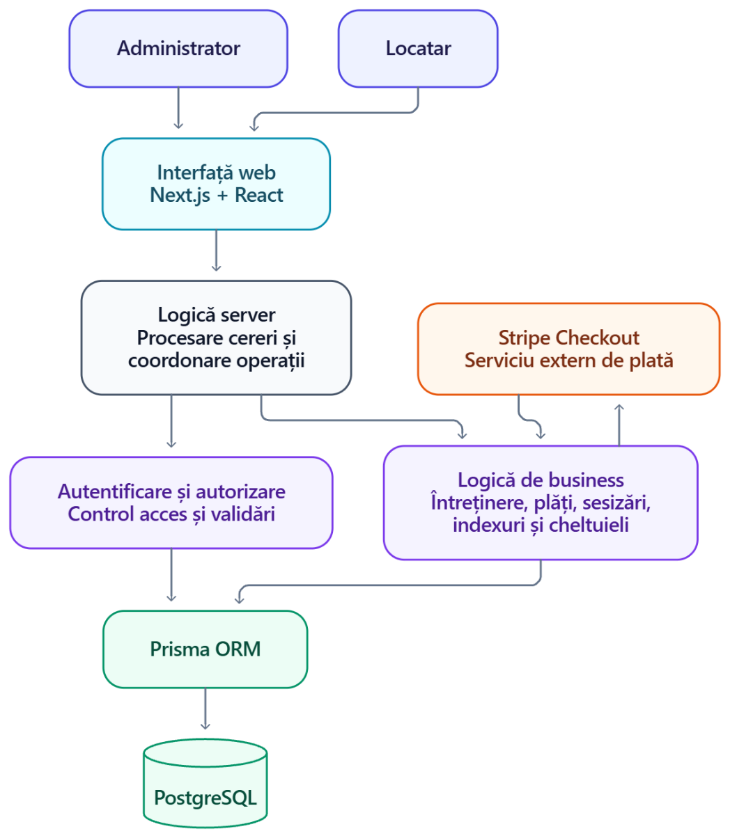 Administrator
Locatar
Interfață web
Next.js + React
Logică server
Procesare cereri și
coordonare operații
Stripe Checkout
Serviciu extern de plată
Autentificare și autorizare
Control acces și validări
Logică de business
Întreținere, plăți, sesizări,
indexuri și cheltuieli
Prisma ORM
PostgreSQL